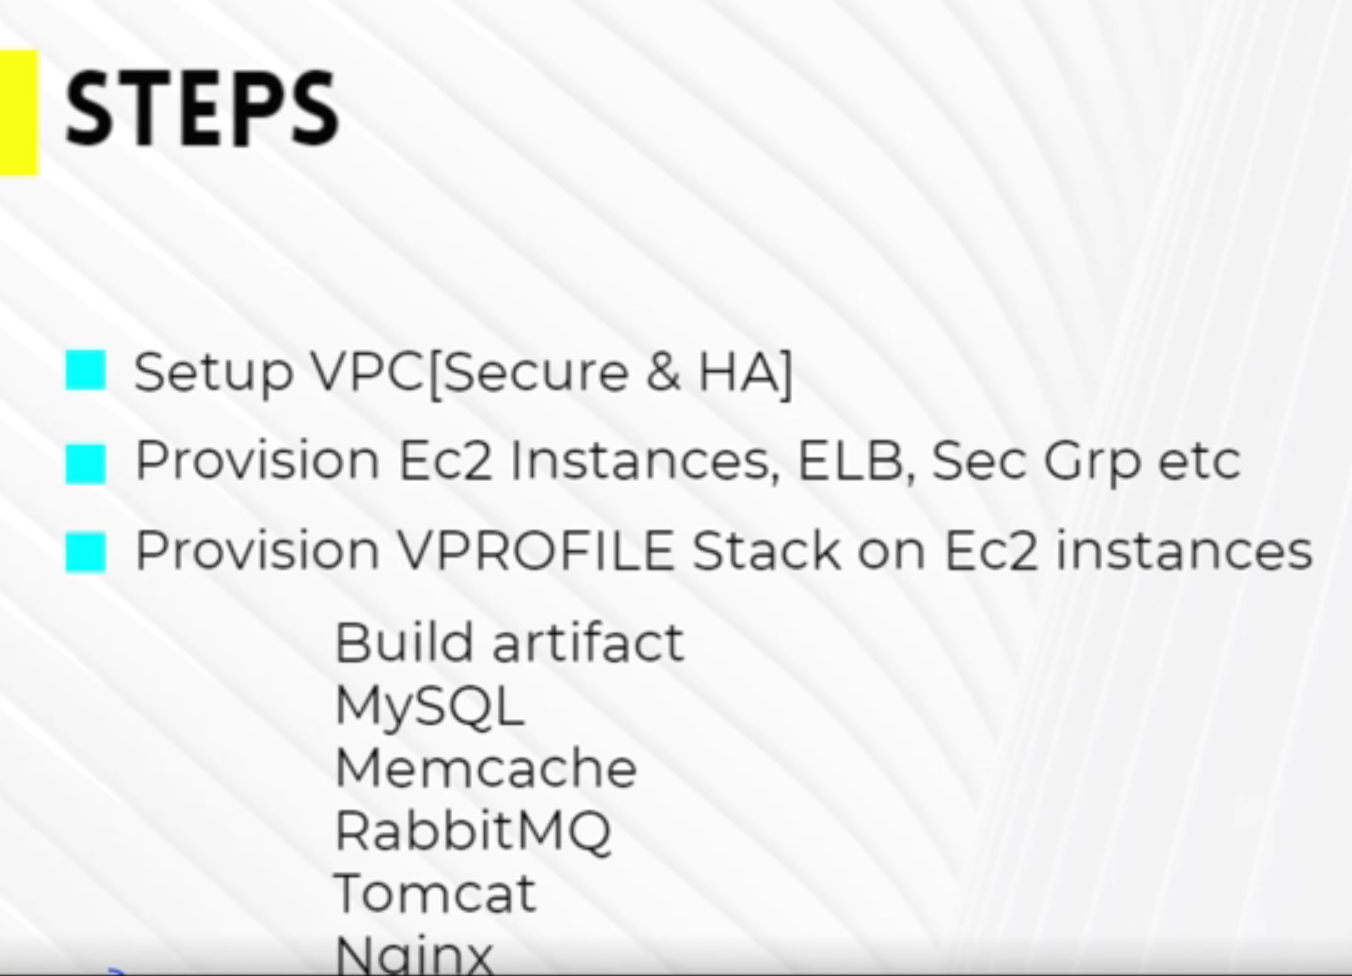 STEPS
Setup VPC[Secure & HA]
Provision Ec2 Instances, ELB, Sec Grp etc
Provision VPROFILE Stack on Ec2 instances
Build artifact
MySQL
Memcache
RabbitMQ
Tomcat
Nginx